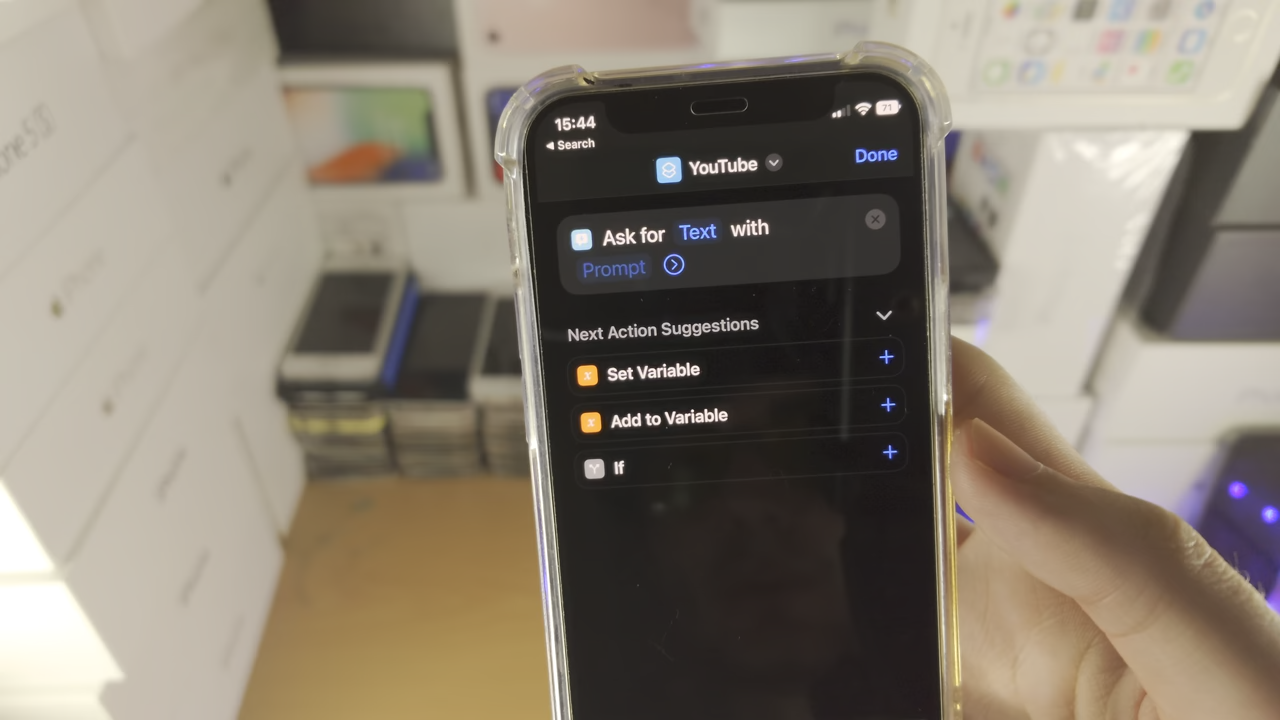 15:44
71
◀ Search
YouTube
Done
Ask for Text with
Prompt
Next Action Suggestions
Set Variable
Add to Variable
If